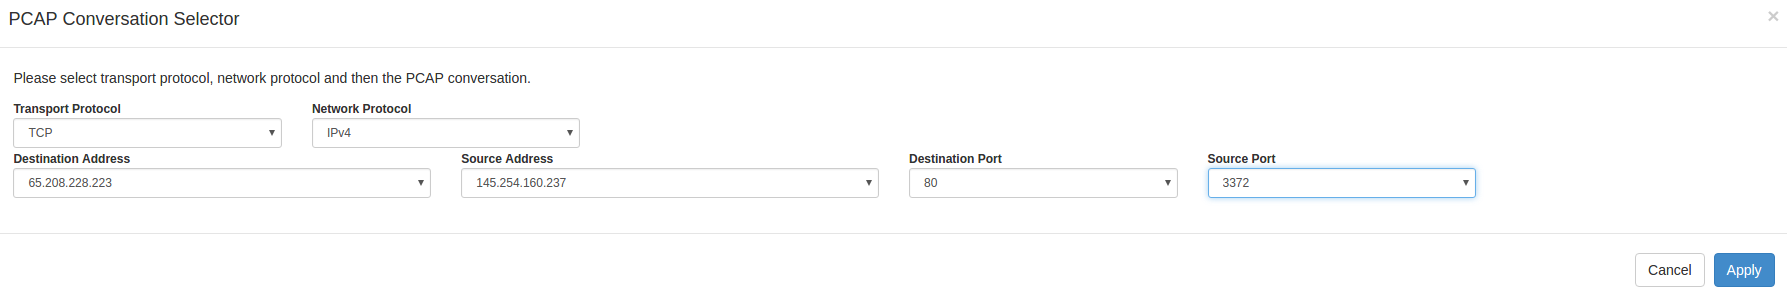 PCAP Conversation Selector ×
Please select transport protocol, network protocol and then the PCAP conversation.
Transport Protocol Network Protocol
TCP IPv4
Destination Address Source Address Destination Port Source Port
65.208.228.223 145.254.160.237 80 3372
Cancel Apply